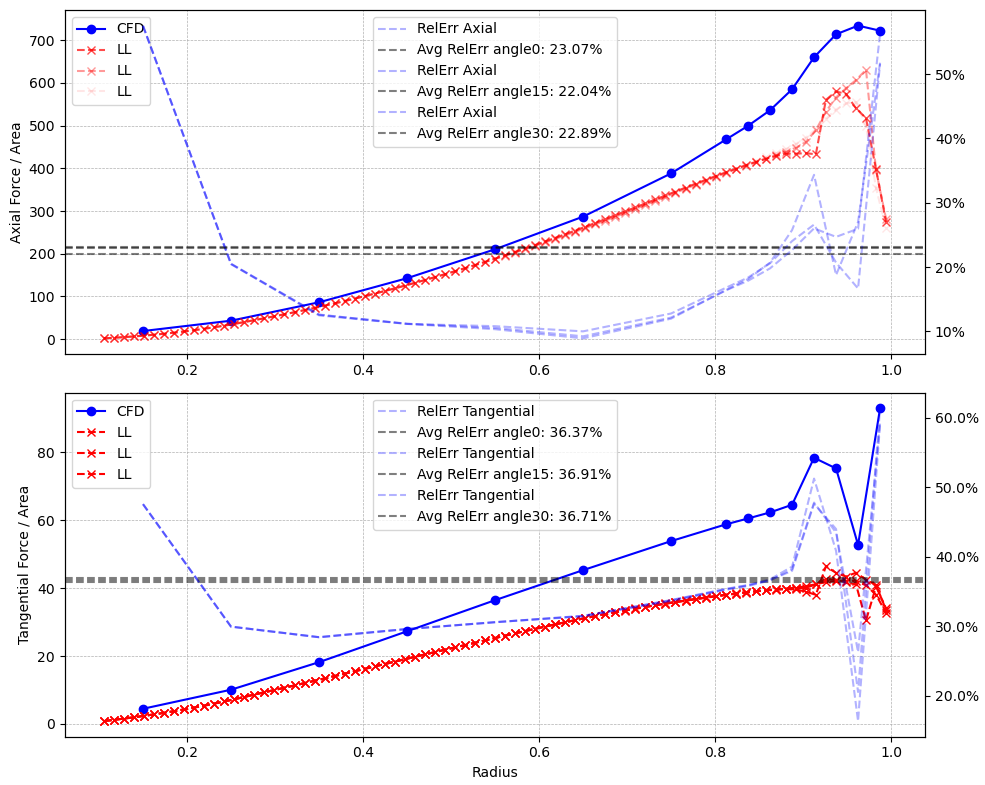 CFD
LL
LL
LL
RelErr Axial
Avg RelErr angle0: 23.07%
RelErr Axial
Avg RelErr angle15: 22.04%
RelErr Axial
Avg RelErr angle30: 22.89%
Axial Force / Area
700
600
500
400
300
200
100
0
50%
40%
30%
20%
10%
0.2
0.4
0.6
0.8
1.0
CFD
LL
LL
LL
RelErr Tangential
Avg RelErr angle0: 36.37%
RelErr Tangential
Avg RelErr angle15: 36.91%
RelErr Tangential
Avg RelErr angle30: 36.71%
Tangential Force / Area
80
60
40
20
0
60.0%
50.0%
40.0%
30.0%
20.0%
0.2
0.4
0.6
0.8
1.0
Radius